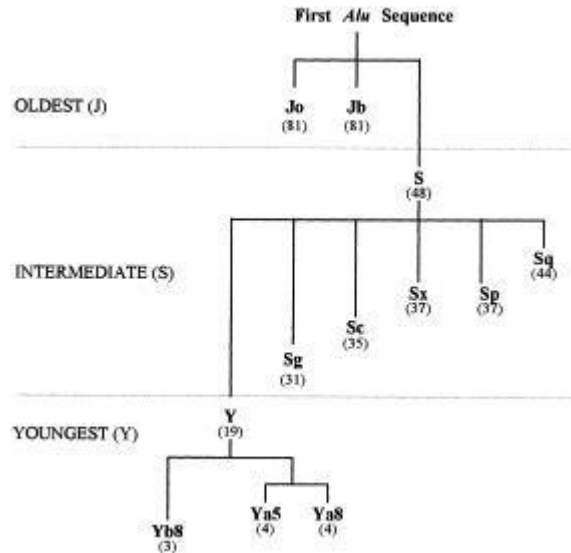 First Alu Sequence
OLDEST (J)
Jo Jb
(81) (81)
S
(48)
INTERMEDIATE (S)
Sq
(44)
Sx Sp
(37) (37)
Sc
(35)
Sg
(31)
Y
(19)
YOUNGEST (Y)
Yb8
(3)
Ya5 Ya8
(4) (4)